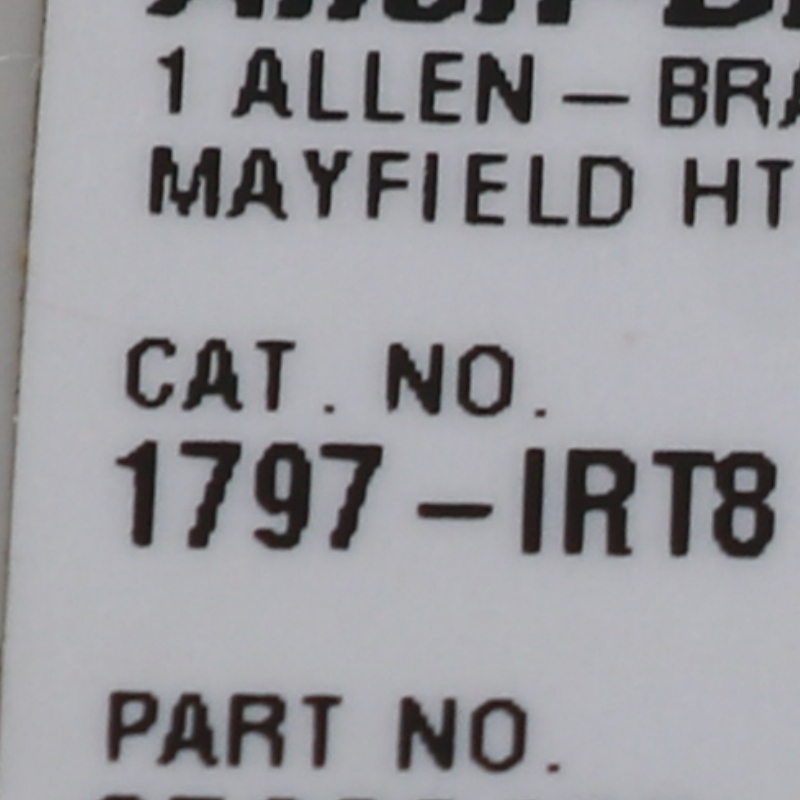 1 ALLEN - BRA
MAYFIELD HT
CAT. NO.
1797-IRT8
PART NO.